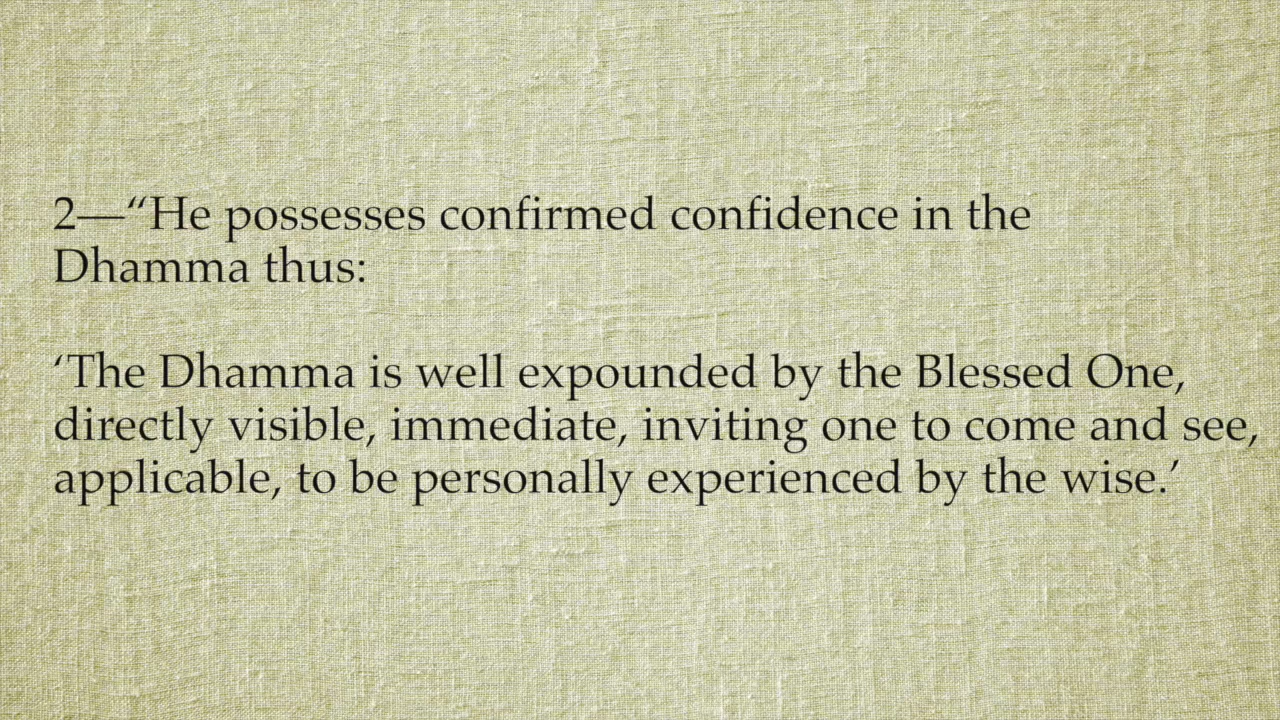 2—“He possesses confirmed confidence in the
Dhamma thus:
‘The Dhamma is well expounded by the Blessed One,
directly visible, immediate, inviting one to come and see,
applicable, to be personally experienced by the wise.’